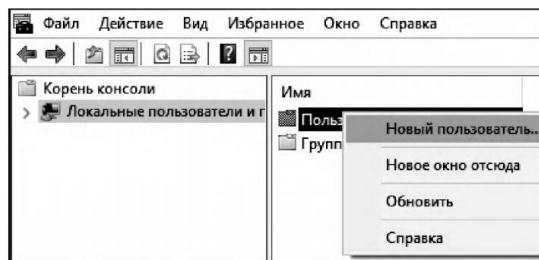 Файл Действие Вид Избранное Окно Справка
Корень консоли
Локальные пользователи и г
Имя
Польз
Групп
Новый пользователь...
Новое окно отсюда
Обновить
Справка